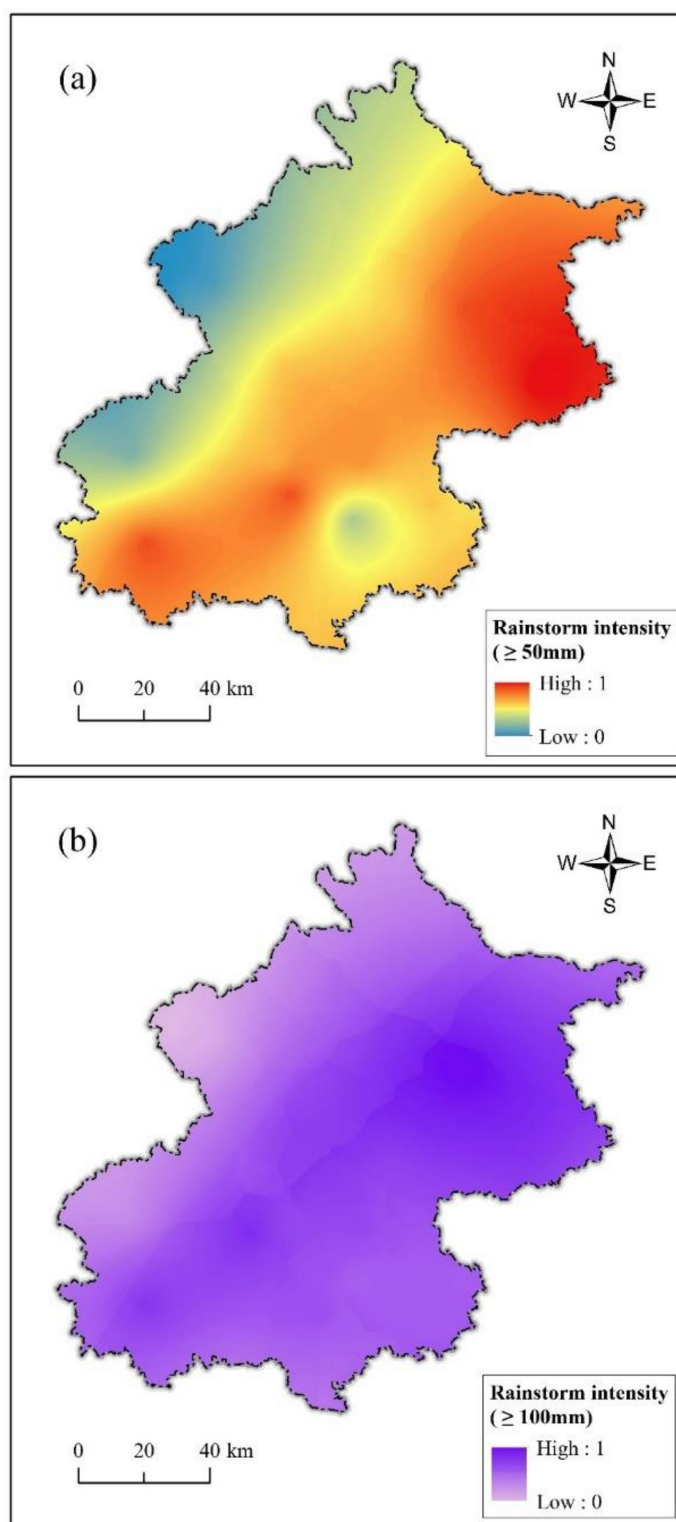 (a)
N
W E
S
Rainstorm intensity
( ≥ 50mm)
High : 1
Low : 0
0 20 40 km
(b)
N
W E
S
Rainstorm intensity
( ≥ 100mm)
High : 1
Low : 0
0 20 40 km